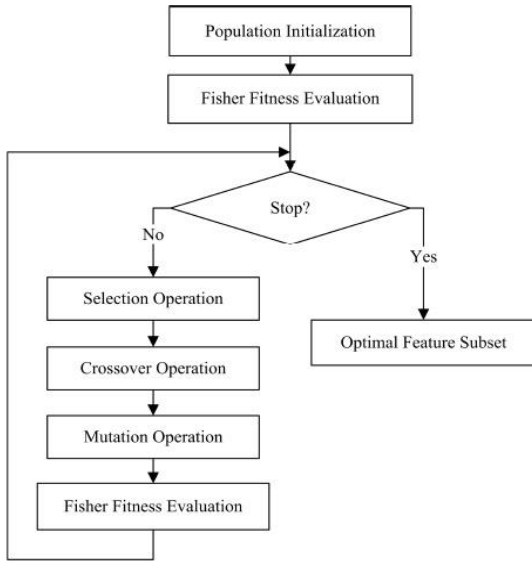 Population Initialization
Fisher Fitness Evaluation
Stop?
No
Yes
Selection Operation
Optimal Feature Subset
Crossover Operation
Mutation Operation
Fisher Fitness Evaluation